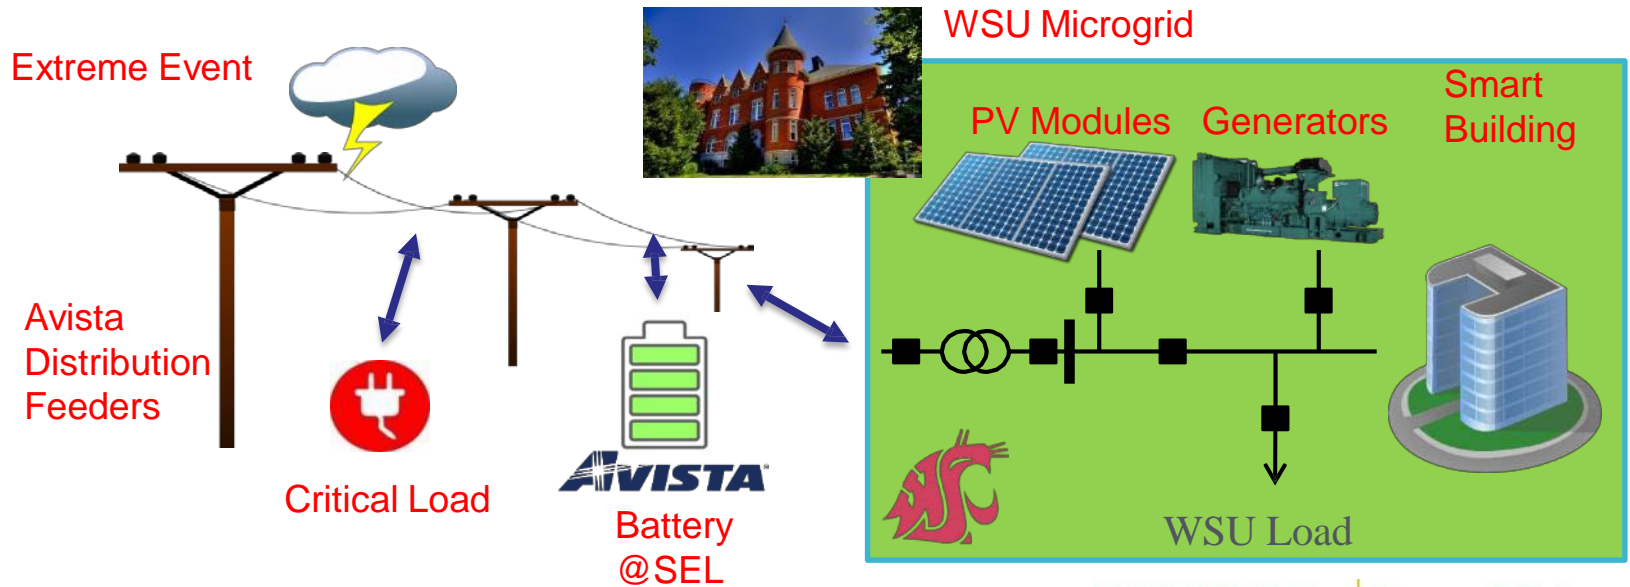 WSU Microgrid
Extreme Event
Smart
Building
PV Modules
Generators
Avista
Distribution
Feeders
Critical Load
AVISTA
Battery
@SEL
WSU
WSU Load